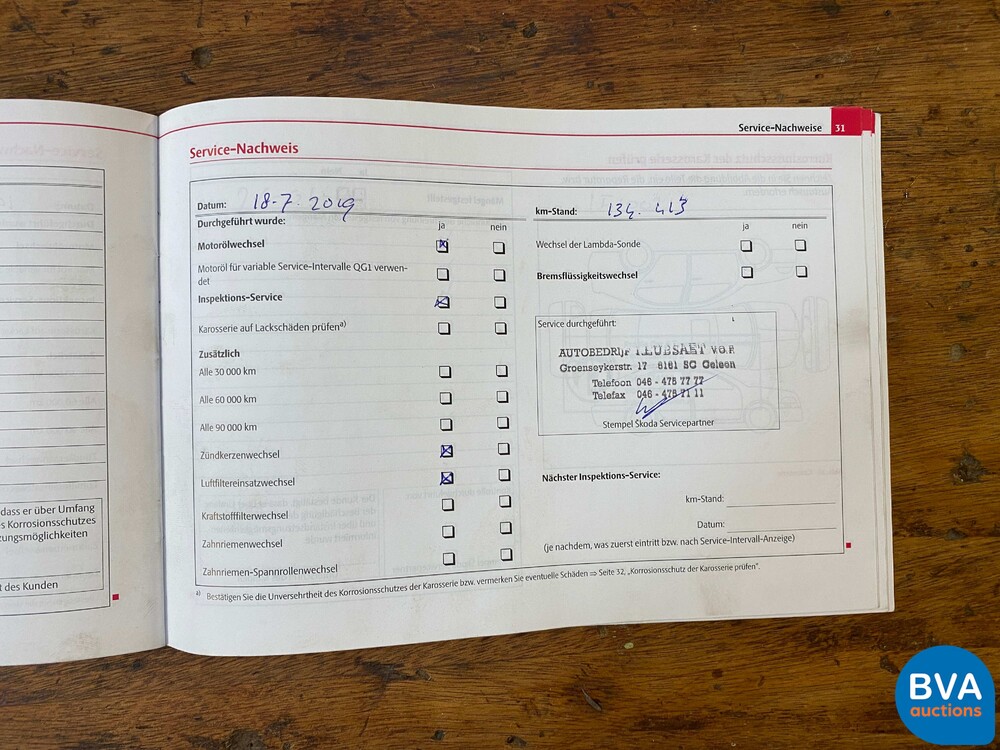 Service-Nachweise 31
Service-Nachweis
Datum: 18-7. 2019
km-Stand: 134. 413
Durchgeführt wurde:
ja nein
ja nein
Motorölwechsel
Wechsel der Lambda-Sonde
Motoröl für variable Service-Intervalle QG1 verwen-
det
Bremsflüssigkeitswechsel
Inspektions-Service
Karosserie auf Lackschäden prüfen a)
Service durchgeführt:
AUTOBEDRIJF V.O.F.
Groenseykerstr. 17 6161 SG Geleen
Telefoon 046 - 475 77 77
Telefax 046 - 475 71 11
Stempel Škoda Servicepartner
Zusätzlich
Alle 30 000 km
Alle 60 000 km
Alle 90 000 km
Zündkerzenwechsel
Luftfiltereinsatzwechsel
Kraftstofffilterwechsel
Zahnriemenwechsel
Zahnriemen-Spannrollenwechsel
Nächster Inspektions-Service:
km-Stand:
Datum:
(je nachdem, was zuerst eintritt bzw. nach Service-Intervall-Anzeige)
a) Bestätigen Sie die Unversehrtheit des Korrosionsschutzes der Karosserie bzw. vermerken Sie eventuelle Schäden ⇒ Seite 32, „Korrosionsschutz der Karosserie prüfen“.
dass er über Umfang
s Korrosionsschutzes
zungsmöglichkeiten
t des Kunden
BVA
auctions